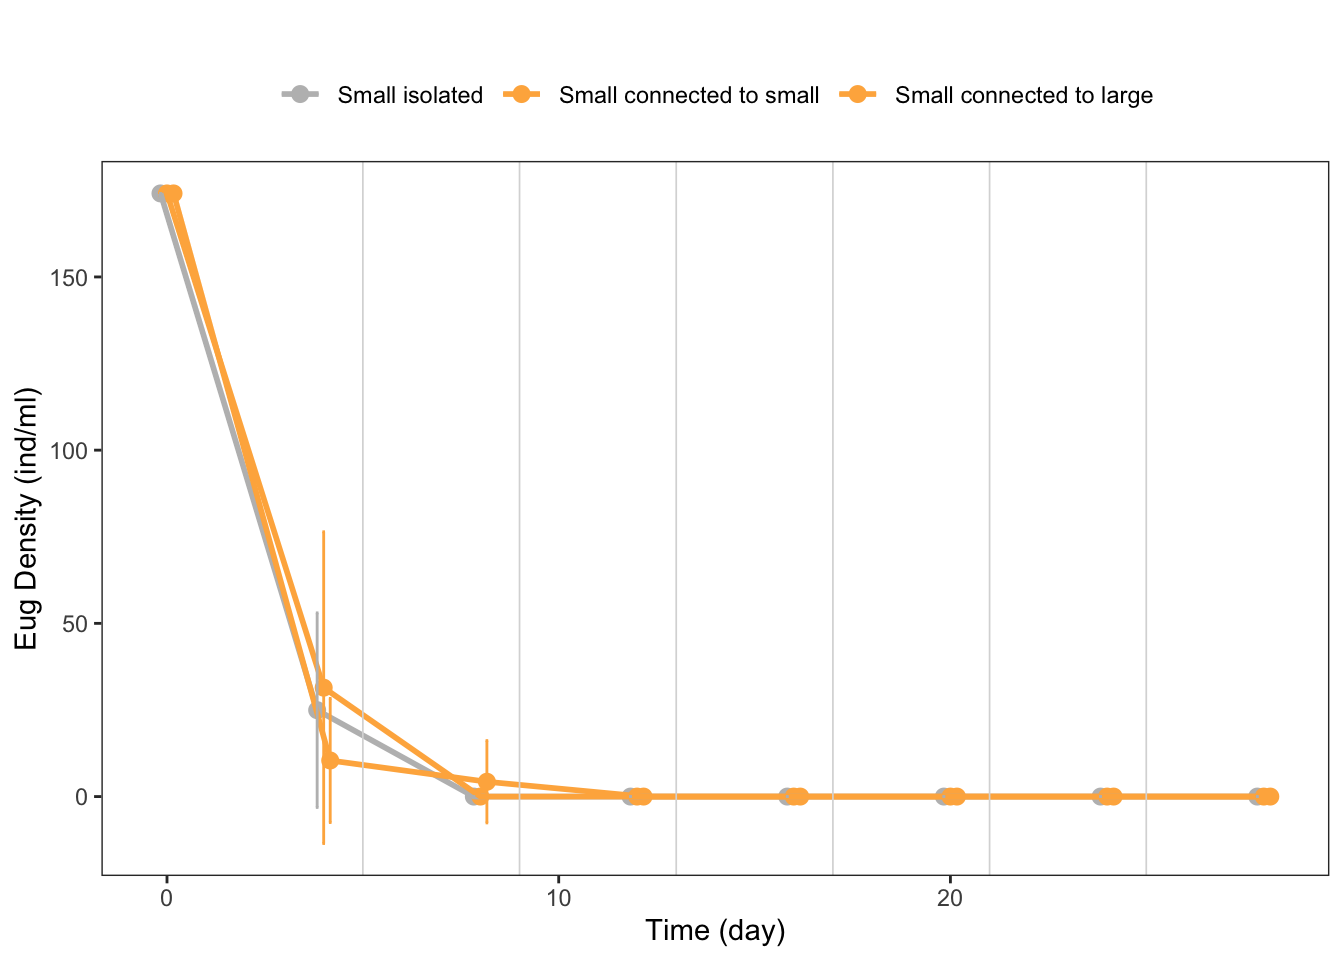 Small isolated Small connected to small Small connected to large
150
100
50
0
Eug Density (ind/ml)
0 10 20
Time (day)